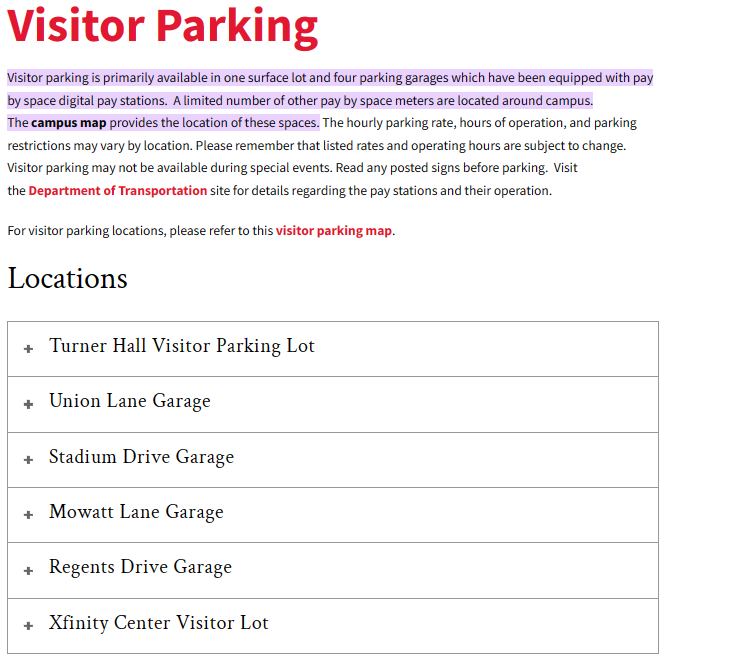 Visitor Parking
Visitor parking is primarily available in one surface lot and four parking garages which have been equipped with pay
by space digital pay stations.  A limited number of other pay by space meters are located around campus.
The campus map provides the location of these spaces. The hourly parking rate, hours of operation, and parking
restrictions may vary by location. Please remember that listed rates and operating hours are subject to change.
Visitor parking may not be available during special events. Read any posted signs before parking.  Visit
the Department of Transportation site for details regarding the pay stations and their operation.
For visitor parking locations, please refer to this visitor parking map.
Locations
+ Turner Hall Visitor Parking Lot
+ Union Lane Garage
+ Stadium Drive Garage
+ Mowatt Lane Garage
+ Regents Drive Garage
+ Xfinity Center Visitor Lot